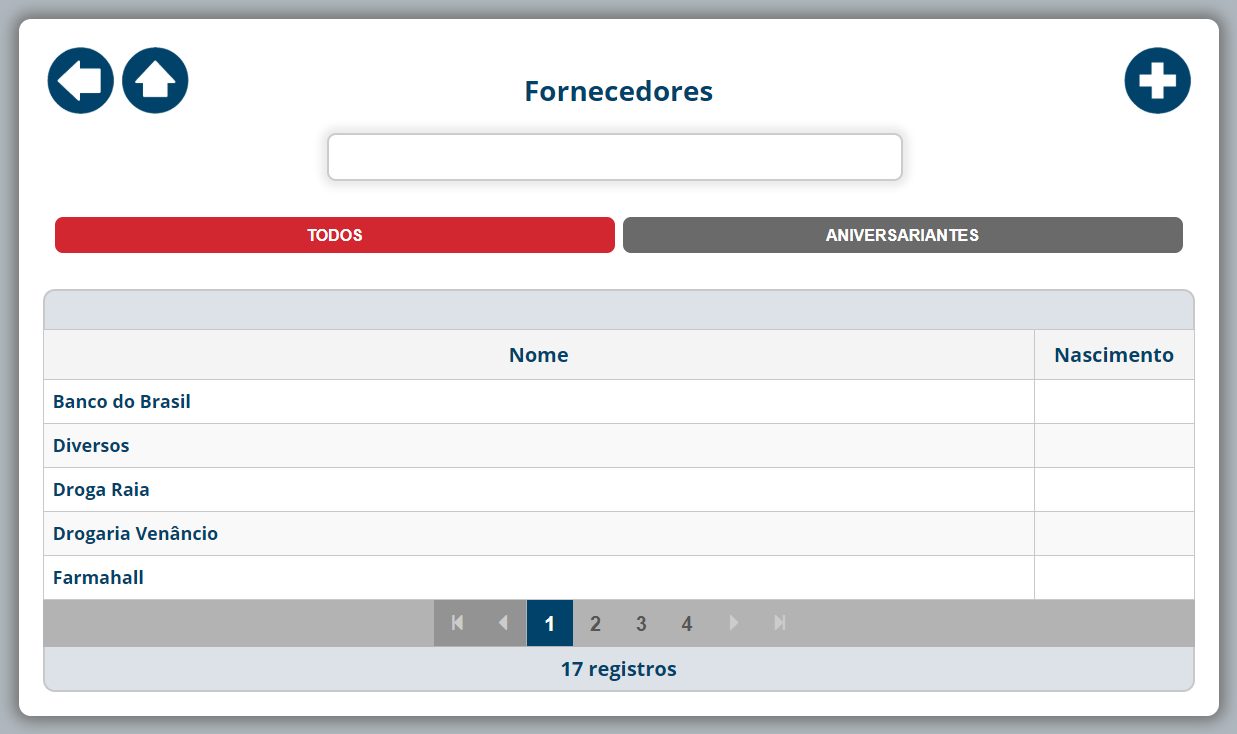 Fornecedores
TODOS
ANIVERSARIANTES
Nome
Nascimento
Banco do Brasil
Diversos
Droga Raia
Drogaria Venâncio
Farmahall
1 2 3 4
17 registros